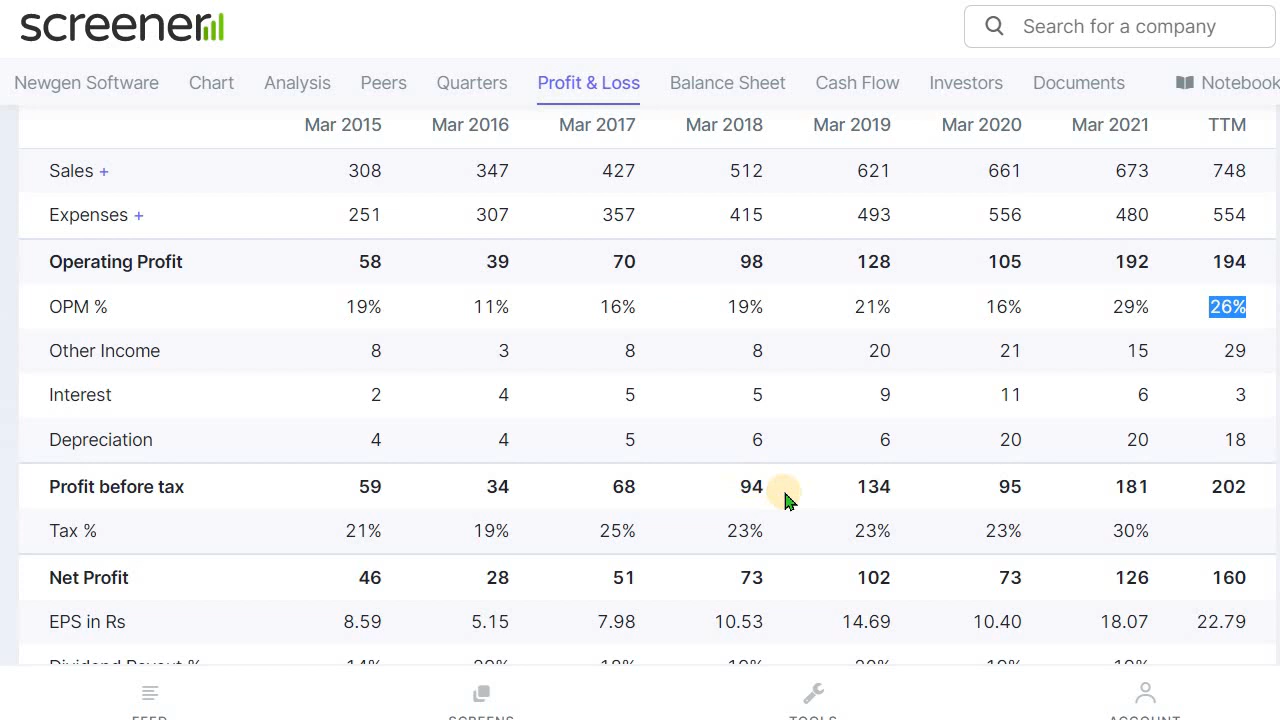 screener
Search for a company
Newgen Software Chart Analysis Peers Quarters Profit & Loss Balance Sheet Cash Flow Investors Documents Notebook
Mar 2015 Mar 2016 Mar 2017 Mar 2018 Mar 2019 Mar 2020 Mar 2021 TTM
Sales + 308 347 427 512 621 661 673 748
Expenses + 251 307 357 415 493 556 480 554
Operating Profit 58 39 70 98 128 105 192 194
OPM % 19% 11% 16% 19% 21% 16% 29% 26%
Other Income 8 3 8 8 20 21 15 29
Interest 2 4 5 5 9 11 6 3
Depreciation 4 4 5 6 6 20 20 18
Profit before tax 59 34 68 94 134 95 181 202
Tax % 21% 19% 25% 23% 23% 23% 30%
Net Profit 46 28 51 73 102 73 126 160
EPS in Rs 8.59 5.15 7.98 10.53 14.69 10.40 18.07 22.79
Dividend Payout %
FEED SCREENS TOOLS ACCOUNT